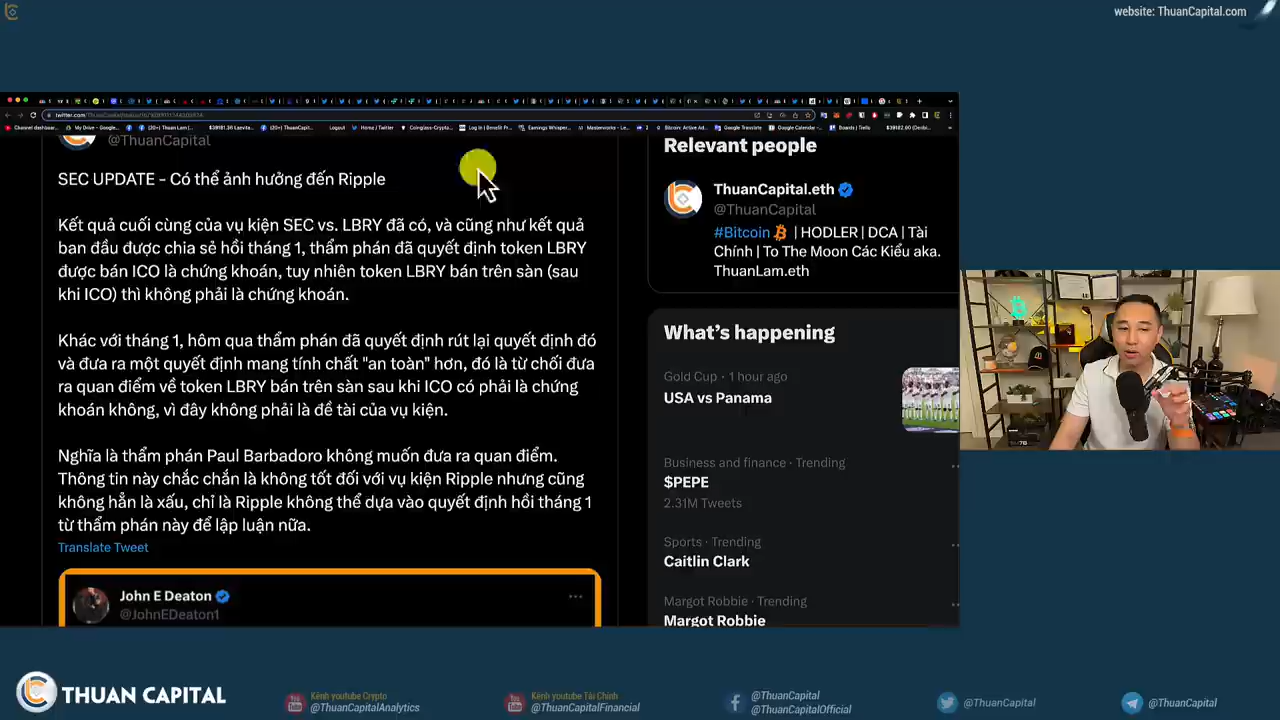 website: ThuanCapital.com
@ThuanCapital
SEC UPDATE - Có thể ảnh hưởng đến Ripple
Kết quả cuối cùng của vụ kiện SEC vs. LBRY đã có, và cũng như kết quả
ban đầu được chia sẻ hồi tháng 1, thẩm phán đã quyết định token LBRY
được bán ICO là chứng khoán, tuy nhiên token LBRY bán trên sàn (sau
khi ICO) thì không phải là chứng khoán.
Khác với tháng 1, hôm qua thẩm phán đã quyết định rút lại quyết định đó
và đưa ra một quyết định mang tính chất "an toàn" hơn, đó là từ chối đưa
ra quan điểm về token LBRY bán trên sàn sau khi ICO có phải là chứng
khoán không, vì đây không phải là đề tài của vụ kiện.
Nghĩa là thẩm phán Paul Barbadoro không muốn đưa ra quan điểm.
Thông tin này chắc chắn là không tốt đối với vụ kiện Ripple nhưng cũng
không hẳn là xấu, chỉ là Ripple không thể dựa vào quyết định hồi tháng 1
từ thẩm phán này để lập luận nữa.
Translate Tweet
John E Deaton
@JohnEDeaton1
Relevant people
ThuanCapital.eth
@ThuanCapital
#Bitcoin | HODLER | DCA | Tài
Chính | To The Moon Các Kiểu aka.
ThuanLam.eth
What's happening
Gold Cup · 1 hour ago
USA vs Panama
Business and finance · Trending
$PEPE
2.31M Tweets
Sports · Trending
Caitlin Clark
Margot Robbie · Trending
Margot Robbie
THUAN CAPITAL
Kênh youtube Crypto
@ThuanCapitalAnalytics
Kênh youtube Tài Chính
@ThuanCapitalFinancial
@ThuanCapital
@ThuanCapitalOfficial
@ThuanCapital
@ThuanCapital